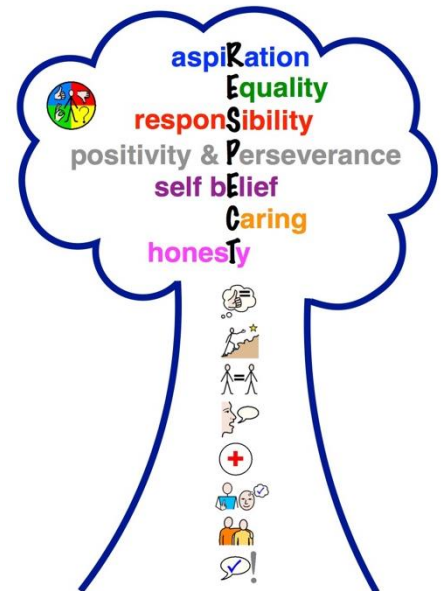 aspiRation
Equality
responSibility
positivity & Perseverance
self bElief
Caring
honesTy